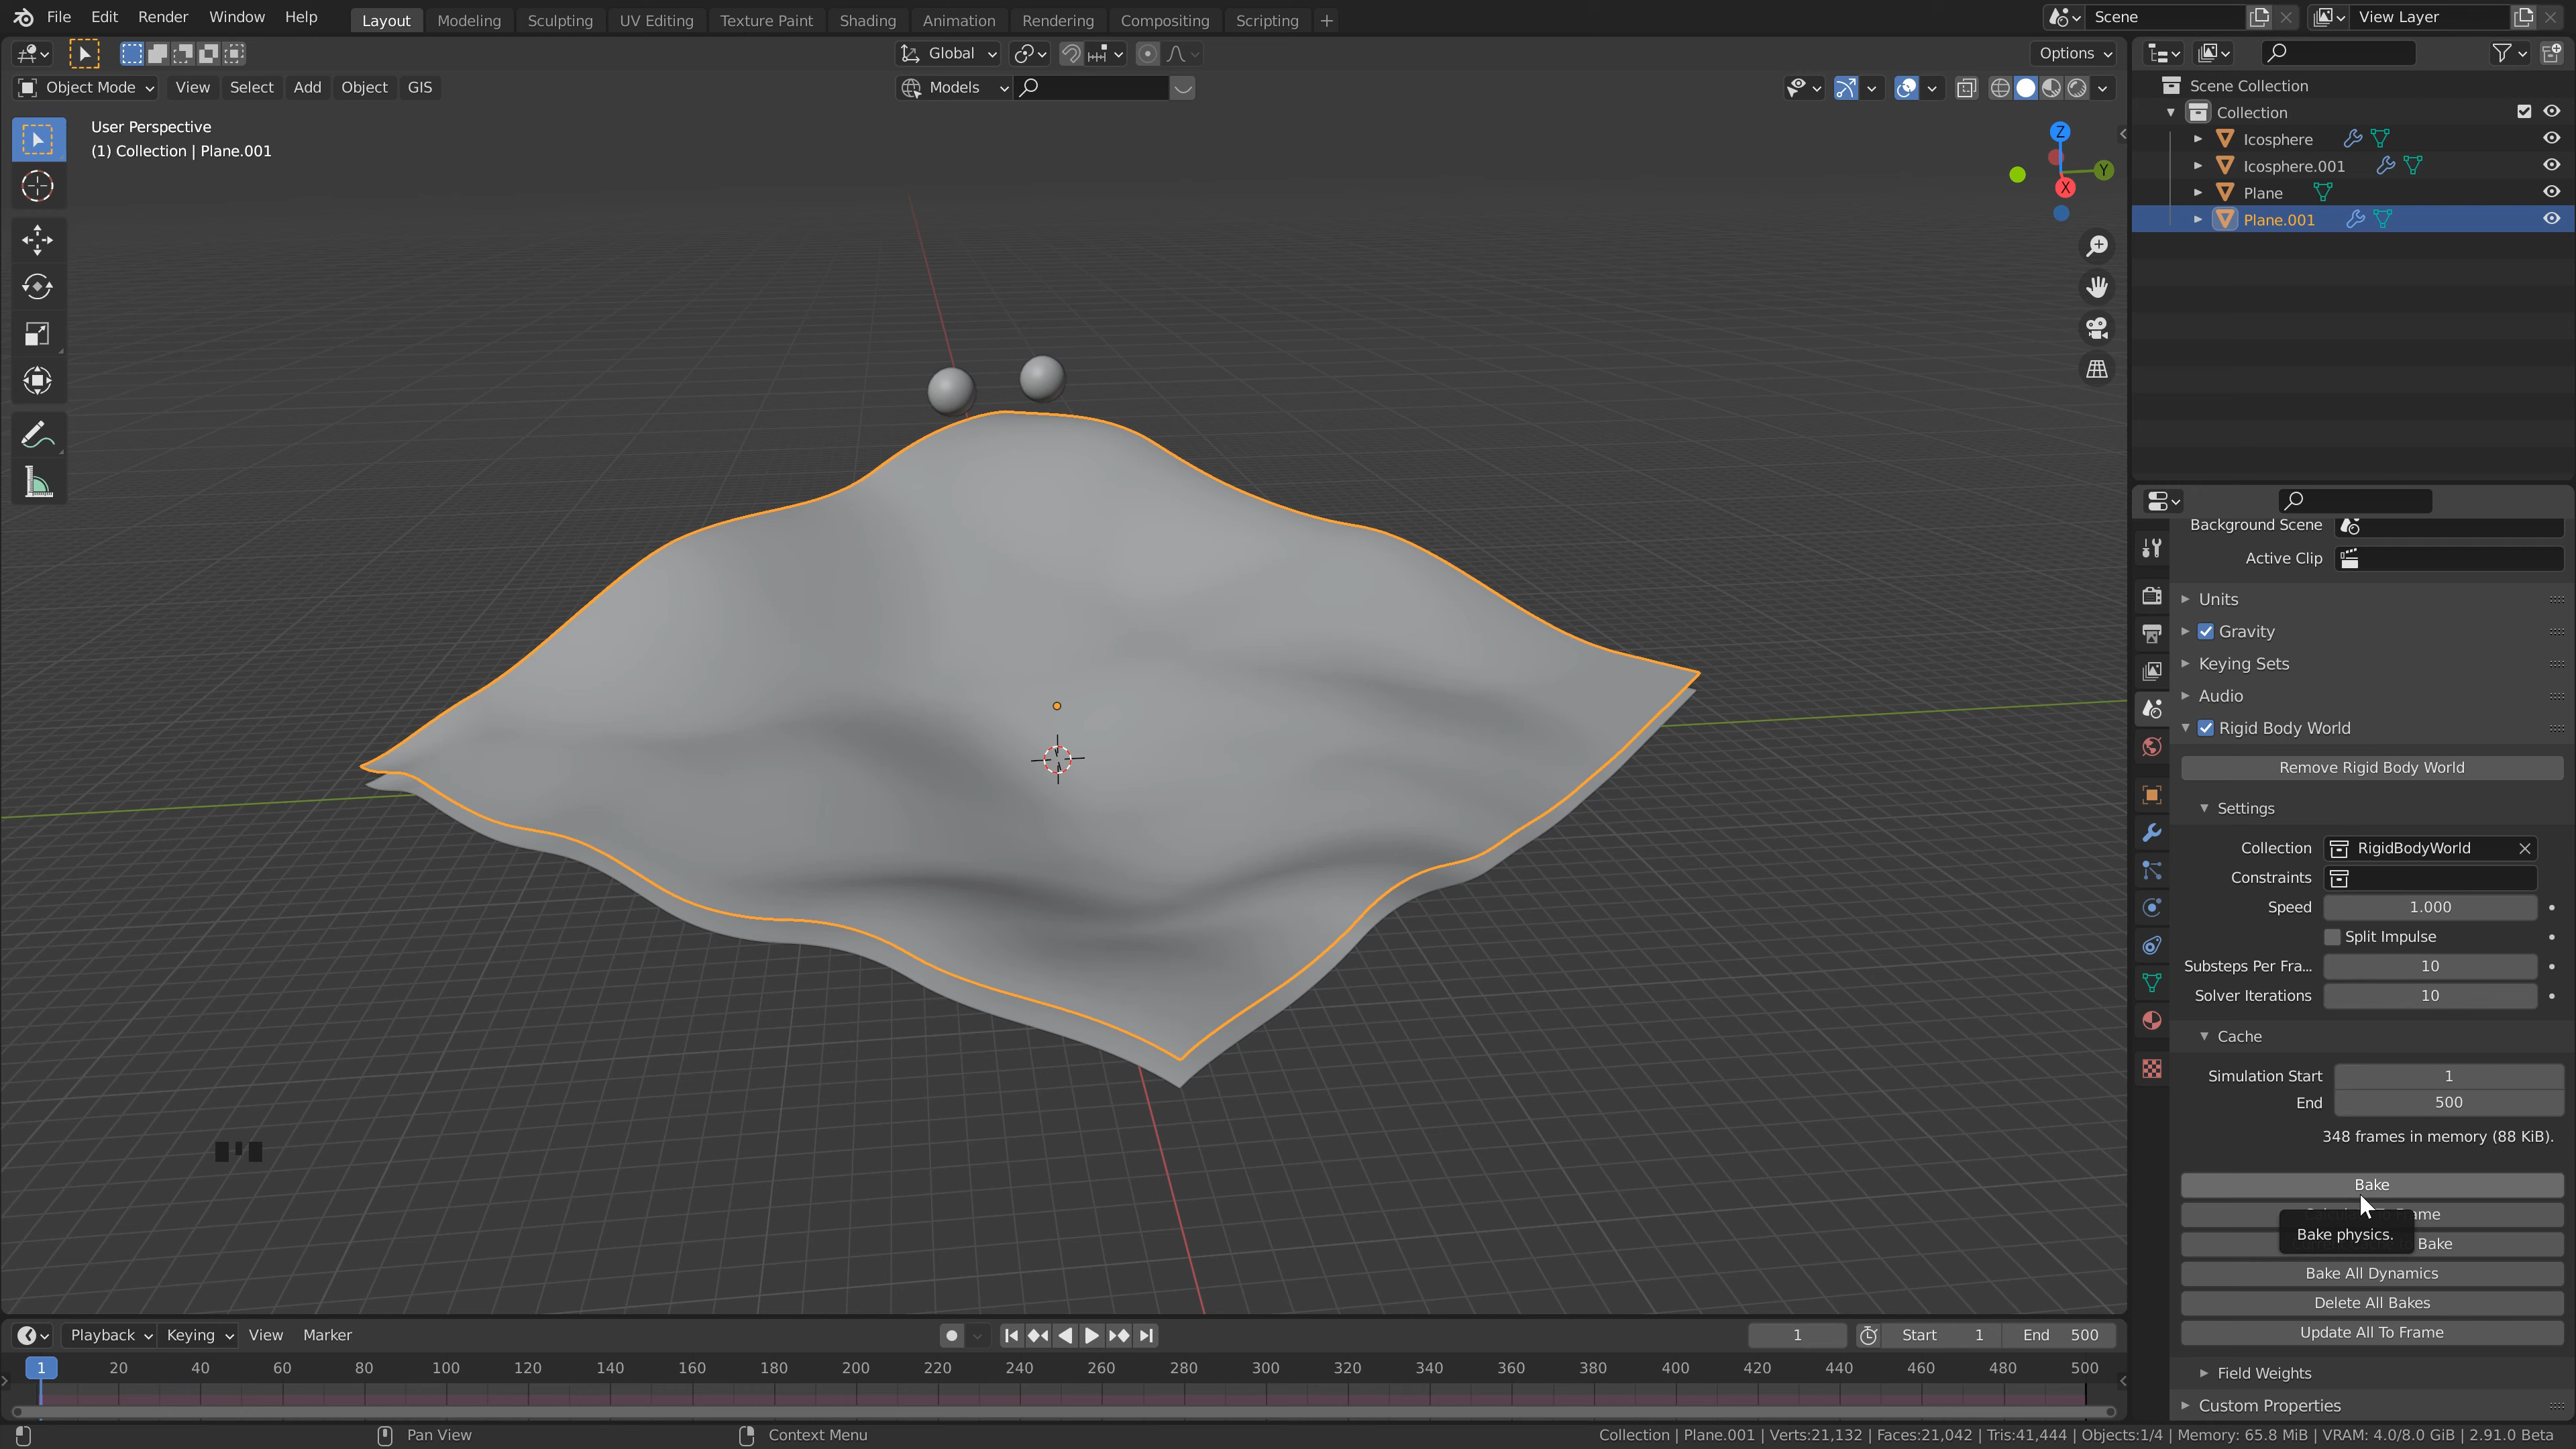 File Edit Render Window Help Layout Modeling Sculpting UV Editing Texture Paint Shading Animation Rendering Compositing Scripting + Scene View Layer
Global Options
Object Mode View Select Add Object GIS Models
User Perspective
(1) Collection | Plane.001
Z
Y
X
Scene Collection
Collection
Icosphere
Icosphere.001
Plane
Plane.001
Background Scene
Active Clip
Units
Gravity
Keying Sets
Audio
Rigid Body World
Remove Rigid Body World
Settings
Collection RigidBodyWorld
Constraints
Speed 1.000
Split Impulse
Substeps Per Fra... 10
Solver Iterations 10
Cache
Simulation Start 1
End 500
348 frames in memory (88 KiB).
Bake
Bake physics.
Bake
Bake All Dynamics
Delete All Bakes
Update All To Frame
Field Weights
Custom Properties
Playback Keying View Marker 1 Start 1 End 500
1 20 40 60 80 100 120 140 160 180 200 220 240 260 280 300 320 340 360 380 400 420 440 460 480 500
Pan View Context Menu Collection | Plane.001 | Verts:21,132 | Faces:21,042 | Tris:41,444 | Objects:1/4 | Memory: 65.8 MiB | VRAM: 4.0/8.0 GiB | 2.91.0 Beta